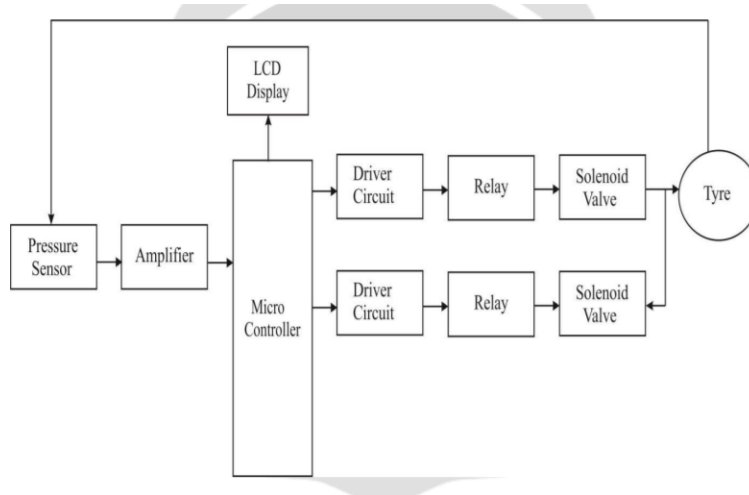 LCD
Display
Driver
Circuit
Relay
Solenoid
Valve
Tyre
Pressure
Sensor
Amplifier
Micro
Controller
Driver
Circuit
Relay
Solenoid
Valve